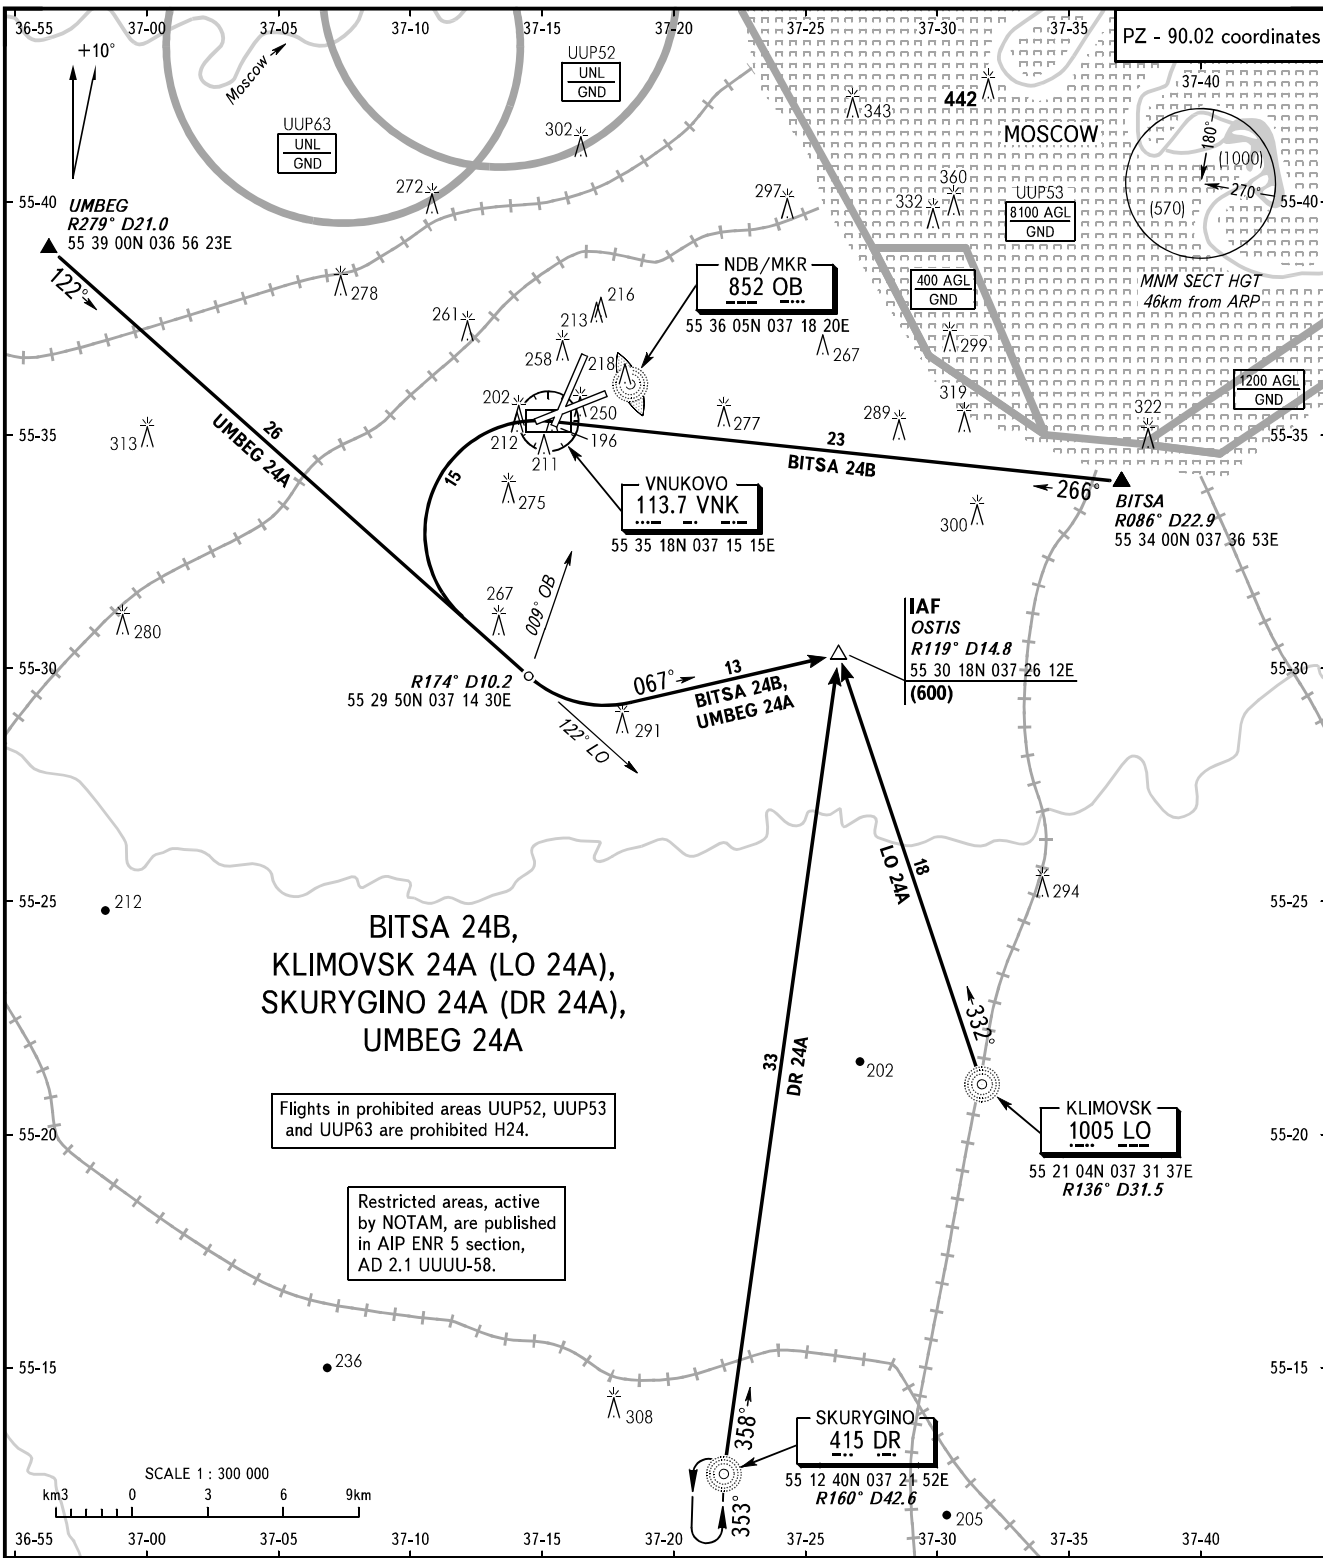 36-55
37-00
37-05
37-10
37-15
37-20
37-25
37-30
37-35
PZ - 90.02 coordinates
37-40
+10°
Moscow
UUP52
UNL
GND
UUP63
UNL
GND
302
272
343
442
MOSCOW
180°
(1000)
270°
(570)
MNM SECT HGT
46km from ARP
55-40
55-40
297
332
360
UUP53
8100 AGL
GND
400 AGL
GND
1200 AGL
GND
UMBEG
R279° D21.0
55 39 00N 036 56 23E
122°
278
261
213
216
258
218
NDB/MKR
852 OB
55 36 05N 037 18 20E
267
299
319
322
202
250
212
196
211
277
289
55-35
55-35
313
26
UMBEG 24A
15
23
BITSA 24B
266°
BITSA
R086° D22.9
55 34 00N 037 36 53E
275
VNUKOVO
113.7 VNK
55 35 18N 037 15 15E
300
280
267
009° OB
IAF
OSTIS
R119° D14.8
55 30 18N 037 26 12E
(600)
55-30
55-30
R174° D10.2
55 29 50N 037 14 30E
067°
13
BITSA 24B,
UMBEG 24A
291
122° LO
18
LO 24A
294
55-25
55-25
212
BITSA 24B,
KLIMOVSK 24A (LO 24A),
SKURYGINO 24A (DR 24A),
UMBEG 24A
33
DR 24A
332°
202
Flights in prohibited areas UUP52, UUP53
and UUP63 are prohibited H24.
KLIMOVSK
1005 LO
55 21 04N 037 31 37E
R136° D31.5
55-20
55-20
Restricted areas, active
by NOTAM, are published
in AIP ENR 5 section,
AD 2.1 UUUU-58.
55-15
55-15
236
308
358°
353°
SKURYGINO
415 DR
55 12 40N 037 21 52E
R160° D42.6
205
SCALE 1 : 300 000
km3 0 3 6 9km
36-55
37-00
37-05
37-10
37-15
37-20
37-25
37-30
37-35
37-40